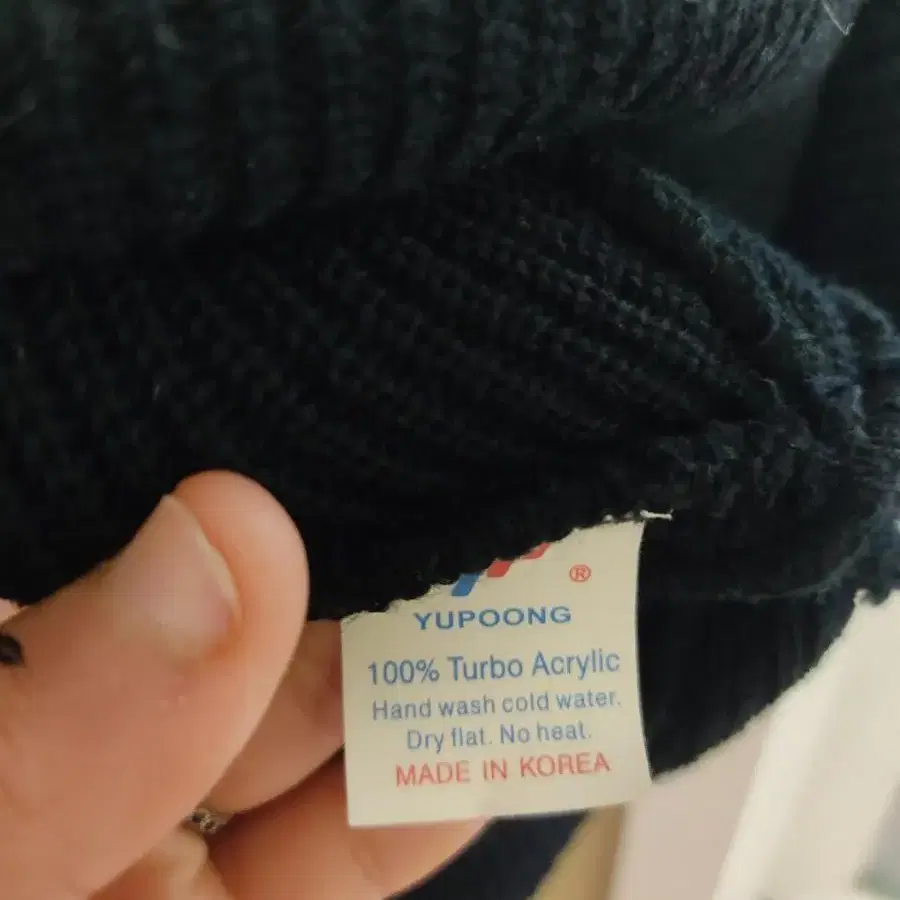 ®
YUPOONG
100% Turbo Acrylic
Hand wash cold water.
Dry flat. No heat.
MADE IN KOREA